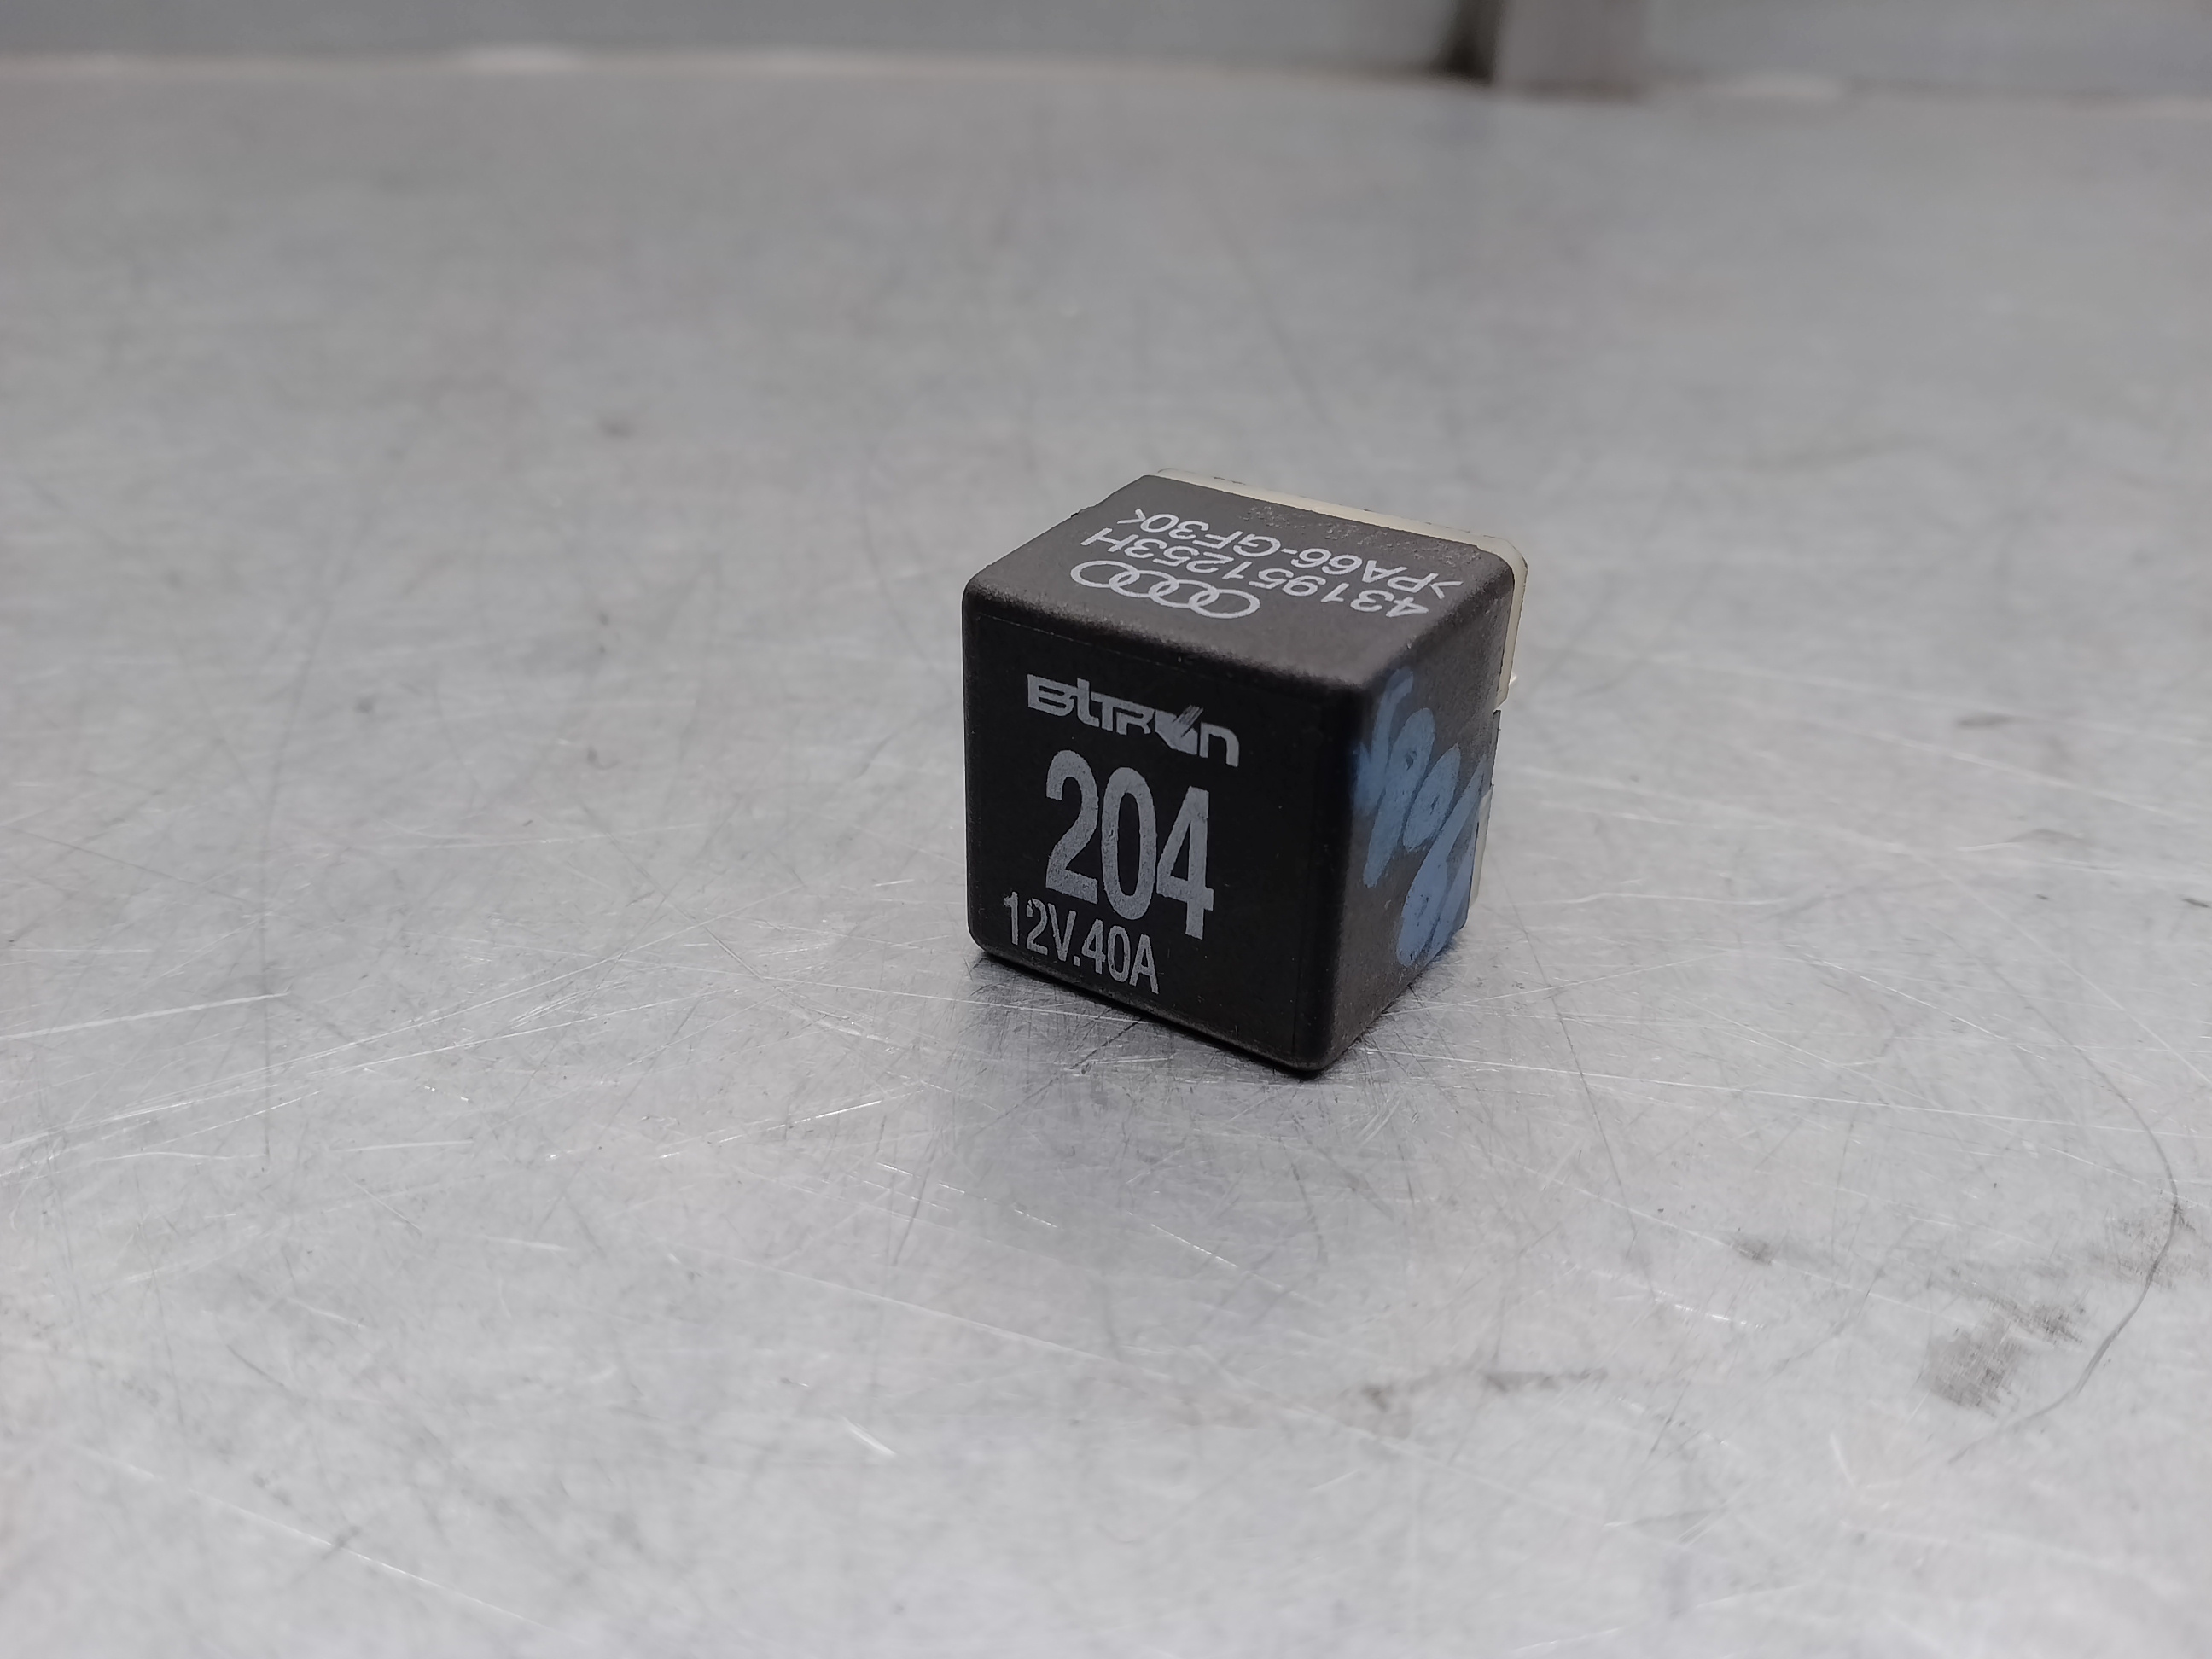 BITRON
204
12V.40A
431951253H
>PA66-GF30<